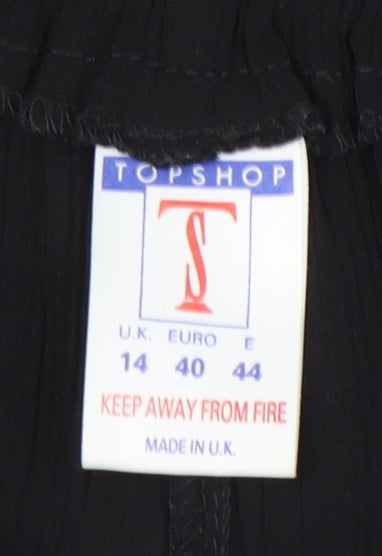 TOPSHOP
TS
U.K. EURO E
14 40 44
KEEP AWAY FROM FIRE
MADE IN U.K.